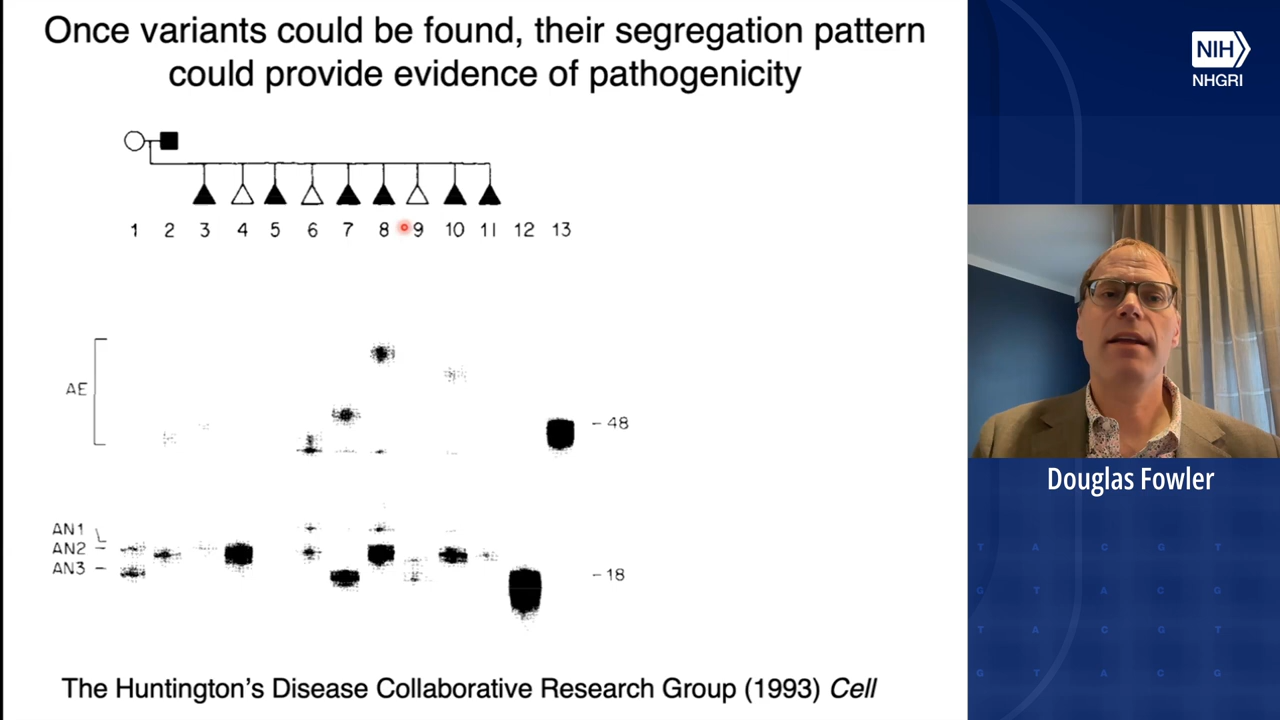 Once variants could be found, their segregation pattern
could provide evidence of pathogenicity
NIH
NHGRI
1 2 3 4 5 6 7 8 9 10 11 12 13
AE
- 48
AN1
AN2 -
AN3 -
- 18
Douglas Fowler
T A C G T
G T A C G
T A C G T
G T A C G
The Huntington's Disease Collaborative Research Group (1993) Cell